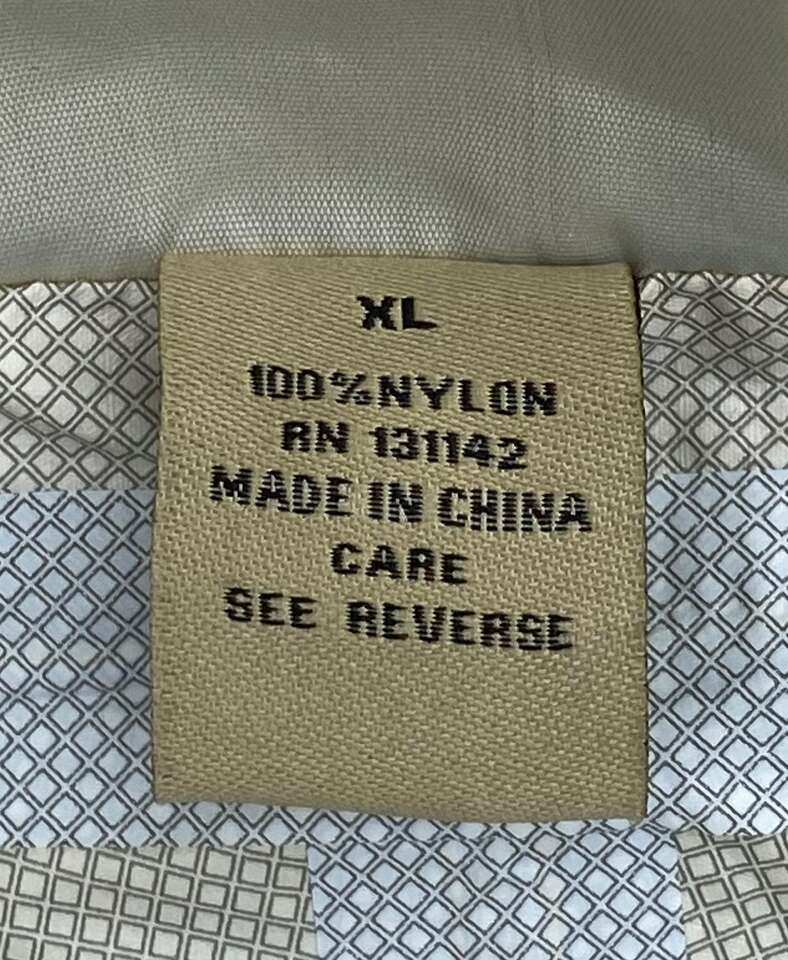 XL
100%NYLON
RN 131142
MADE IN CHINA
CARE
SEE REVERSE